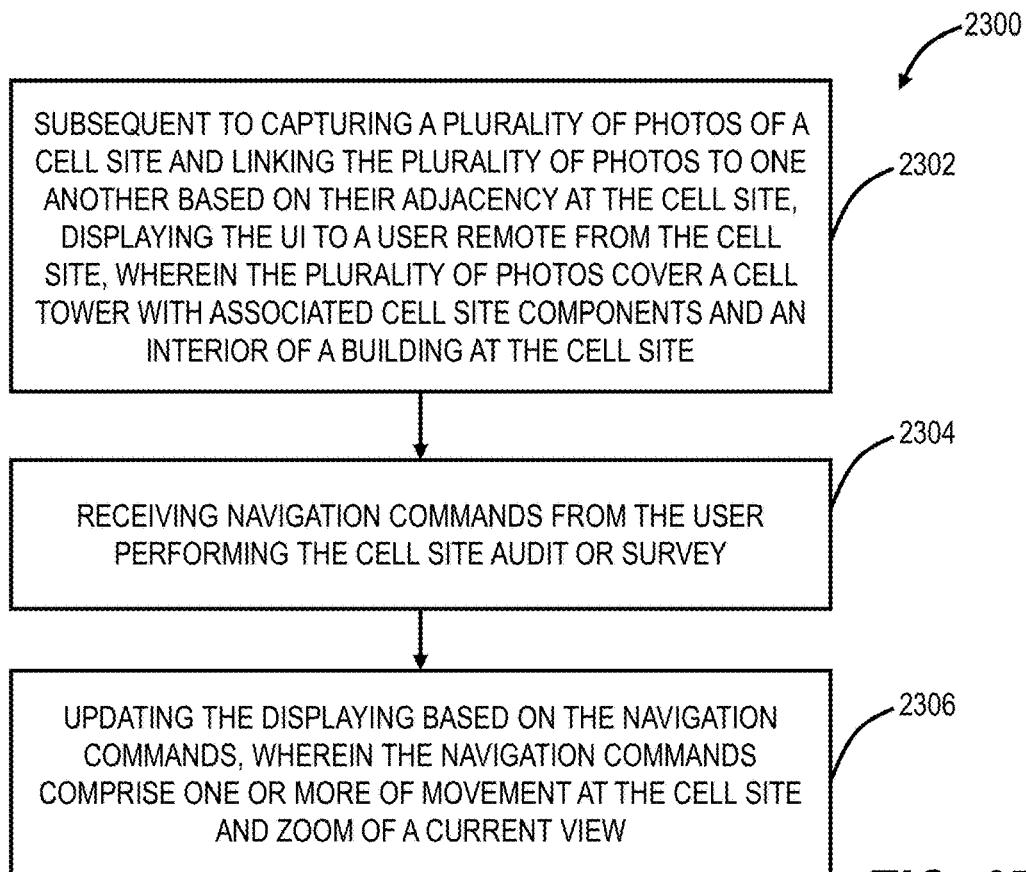 2300
SUBSEQUENT TO CAPTURING A PLURALITY OF PHOTOS OF A
CELL SITE AND LINKING THE PLURALITY OF PHOTOS TO ONE
ANOTHER BASED ON THEIR ADJACENCY AT THE CELL SITE,
DISPLAYING THE UI TO A USER REMOTE FROM THE CELL
SITE, WHEREIN THE PLURALITY OF PHOTOS COVER A CELL
TOWER WITH ASSOCIATED CELL SITE COMPONENTS AND AN
INTERIOR OF A BUILDING AT THE CELL SITE
2302
RECEIVING NAVIGATION COMMANDS FROM THE USER
PERFORMING THE CELL SITE AUDIT OR SURVEY
2304
UPDATING THE DISPLAYING BASED ON THE NAVIGATION
COMMANDS, WHEREIN THE NAVIGATION COMMANDS
COMPRISE ONE OR MORE OF MOVEMENT AT THE CELL SITE
AND ZOOM OF A CURRENT VIEW
2306